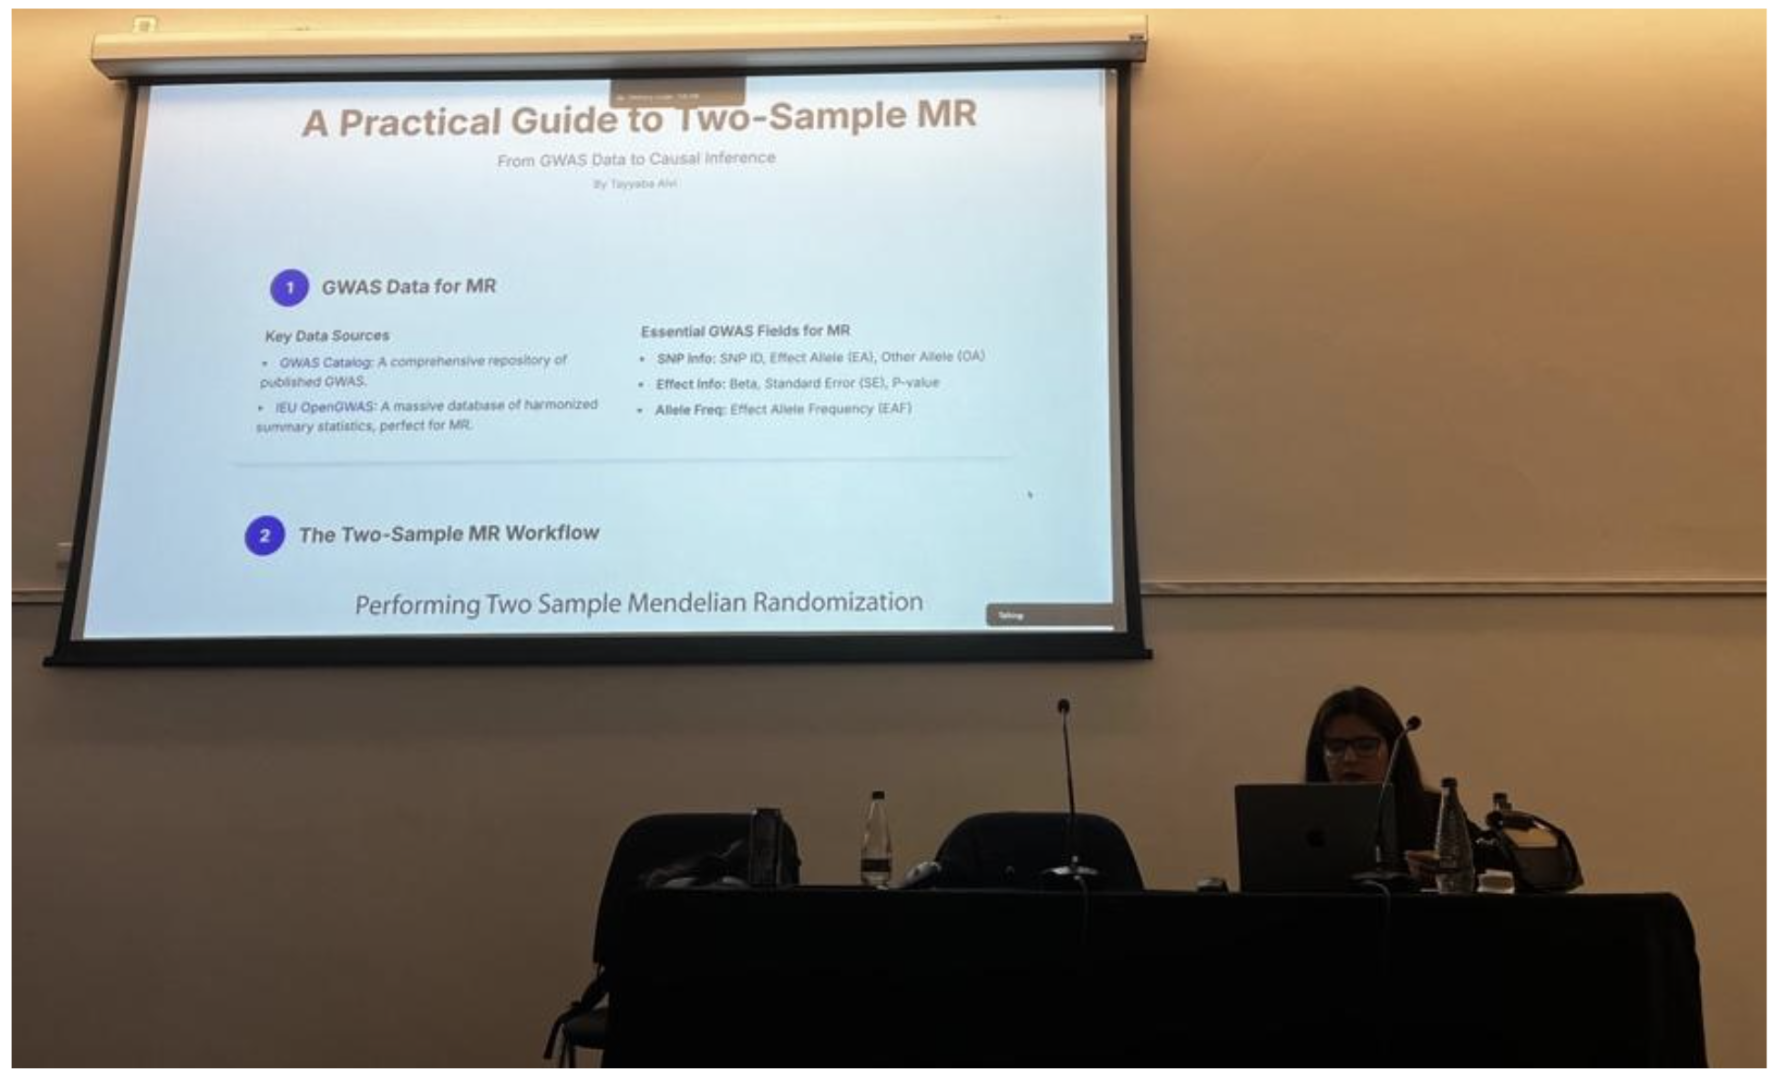 A Practical Guide to Two-Sample MR
From GWAS Data to Causal Inference
By Tayyaba Alvi
1 GWAS Data for MR
Key Data Sources
• GWAS Catalog: A comprehensive repository of
published GWAS.
• IEU OpenGWAS: A massive database of harmonized
summary statistics, perfect for MR.
Essential GWAS Fields for MR
• SNP Info: SNP ID, Effect Allele (EA), Other Allele (OA)
• Effect Info: Beta, Standard Error (SE), P-value
• Allele Freq: Effect Allele Frequency (EAF)
2 The Two-Sample MR Workflow
Performing Two Sample Mendelian Randomization
Talking: